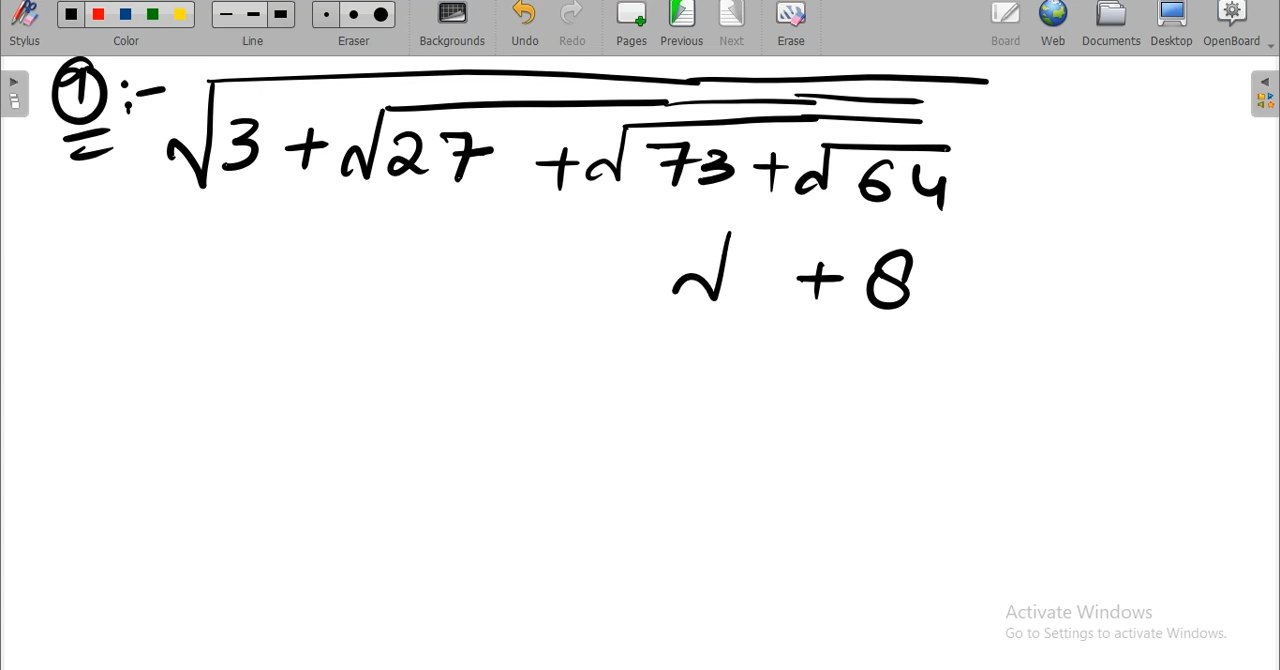 Stylus Color Line Eraser Backgrounds Undo Redo Pages Previous Next Erase Board Web Documents Desktop OpenBoard
① :- √3 + √27 + √73 + √64
√ + 8
Activate Windows
Go to Settings to activate Windows.